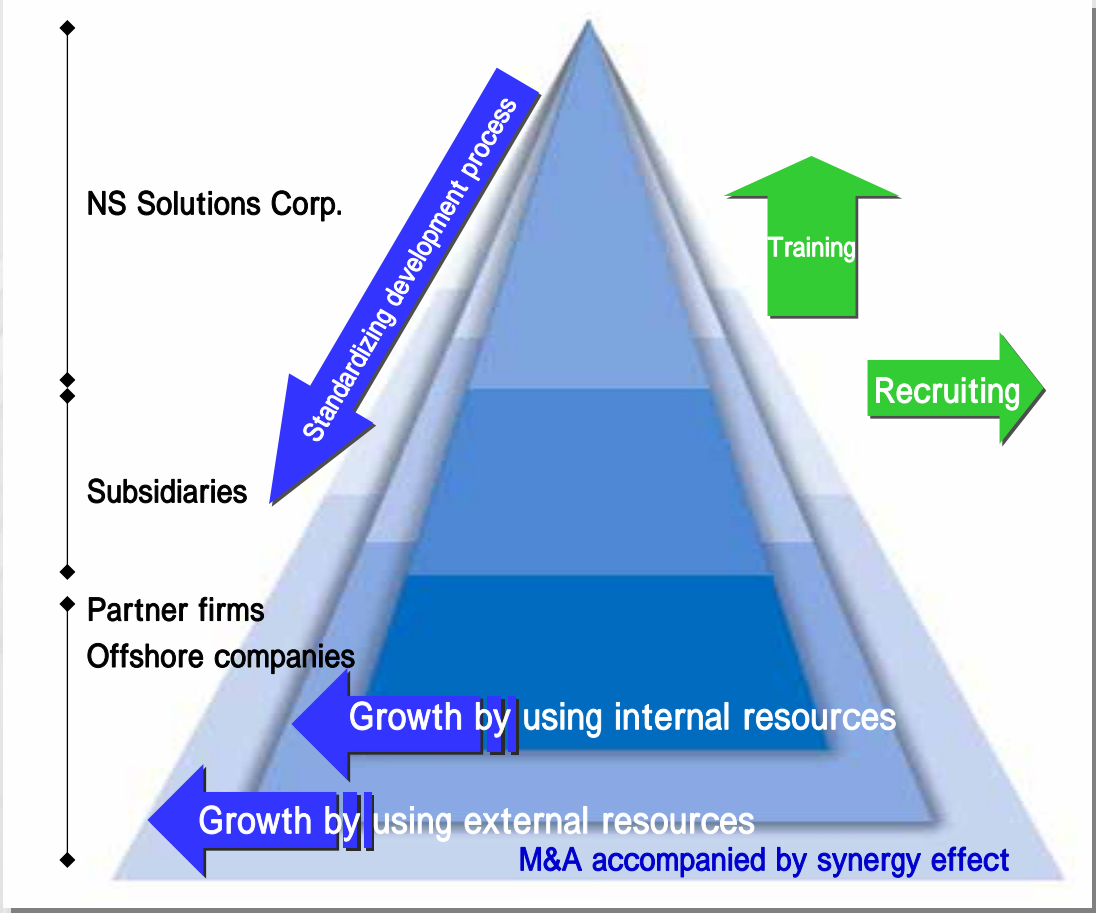 Standardizing development process
NS Solutions Corp.
Training
Recruiting
Subsidiaries
Partner firms
Offshore companies
Growth by using internal resources
Growth by using external resources
M&A accompanied by synergy effect